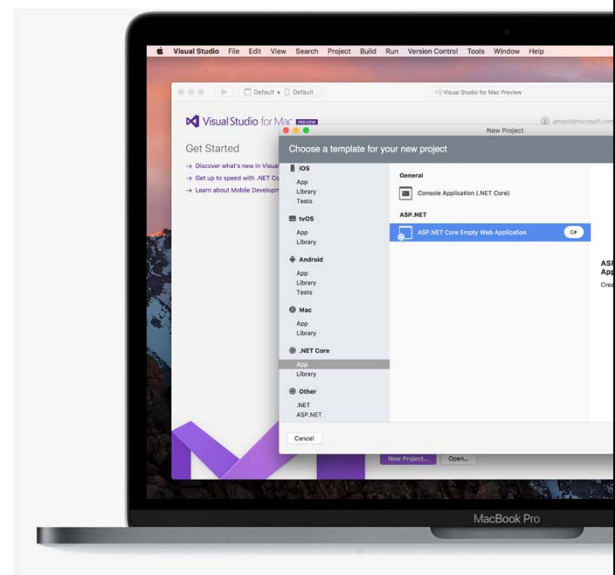 Visual Studio File Edit View Search Project Build Run Version Control Tools Window Help
Default Default
Visual Studio for Mac Preview
Visual Studio for Mac PREVIEW
New Project
Get Started
Choose a template for your new project
→ Discover what's new in Visual
→ Get up to speed with .NET Co
→ Learn about Mobile Developm
iOS
App
Library
Tests
tvOS
App
Library
Android
App
Library
Tests
Mac
App
Library
.NET Core
App
Library
Other
.NET
ASP.NET
General
Console Application (.NET Core)
ASP.NET
ASP.NET Core Empty Web Application C#
App
Crea
Cancel
New Project... Open...
MacBook Pro